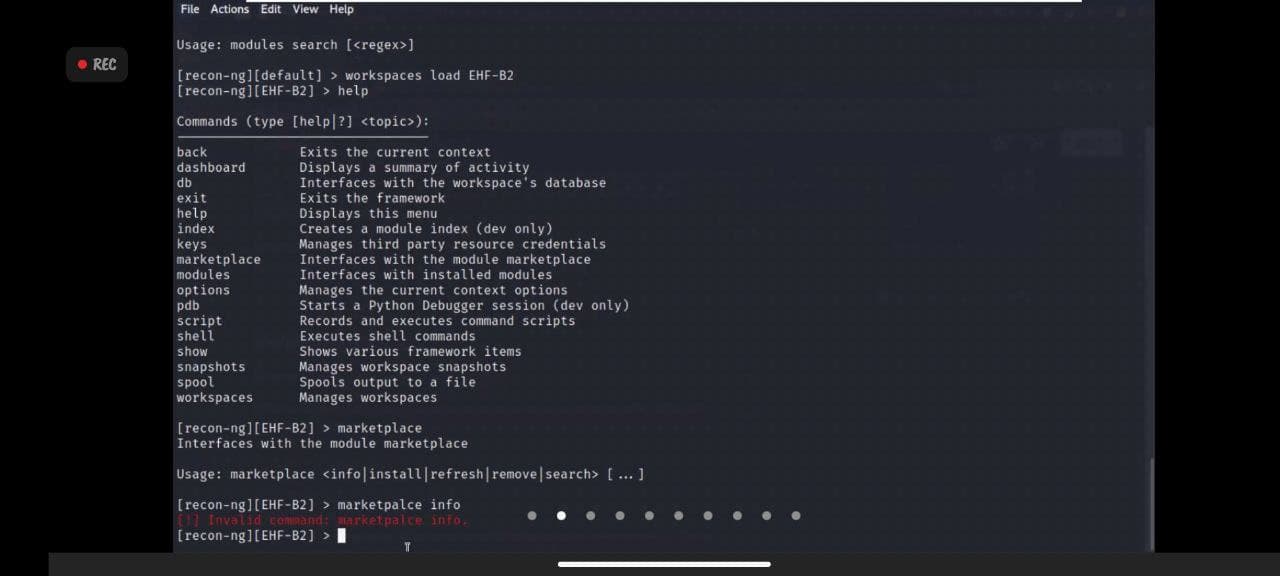 File Actions Edit View Help
REC
Usage: modules search [<regex>]
[recon-ng][default] > workspaces load EHF-B2
[recon-ng][EHF-B2] > help
Commands (type [help|?] <topic>):
back Exits the current context
dashboard Displays a summary of activity
db Interfaces with the workspace's database
exit Exits the framework
help Displays this menu
index Creates a module index (dev only)
keys Manages third party resource credentials
marketplace Interfaces with the module marketplace
modules Interfaces with installed modules
options Manages the current context options
pdb Starts a Python Debugger session (dev only)
script Records and executes command scripts
shell Executes shell commands
show Shows various framework items
snapshots Manages workspace snapshots
spool Spools output to a file
workspaces Manages workspaces
[recon-ng][EHF-B2] > marketplace
Interfaces with the module marketplace
Usage: marketplace <info|install|refresh|remove|search> [...]
[recon-ng][EHF-B2] > marketpalce info
[!] Invalid command: marketpalce info.
[recon-ng][EHF-B2] >